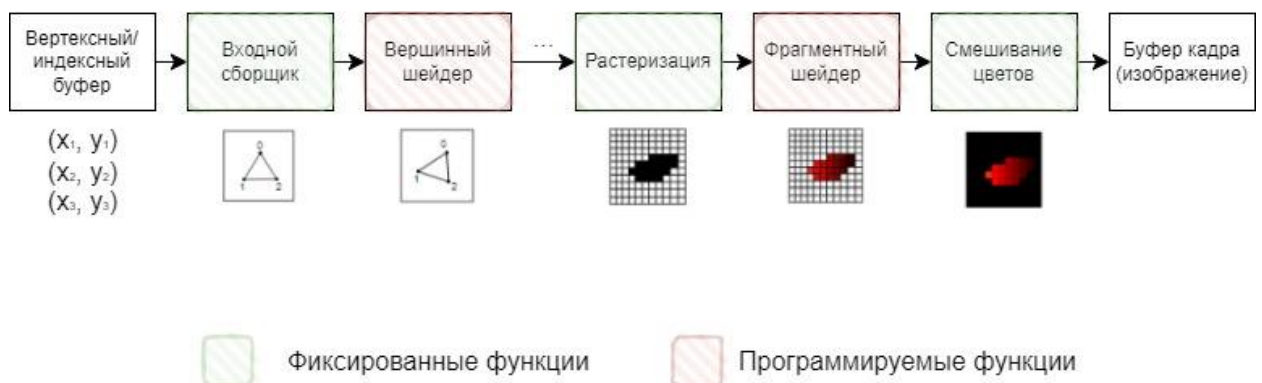 Вертексный/
индексный
буфер
Входной
сборщик
Вершинный
шейдер
...
Растеризация
Фрагментный
шейдер
Смешивание
цветов
Буфер кадра
(изображение)
(x₁, y₁)
(x₂, y₂)
(x₃, y₃)
0
1 2
0
1
2
Фиксированные функции
Программируемые функции